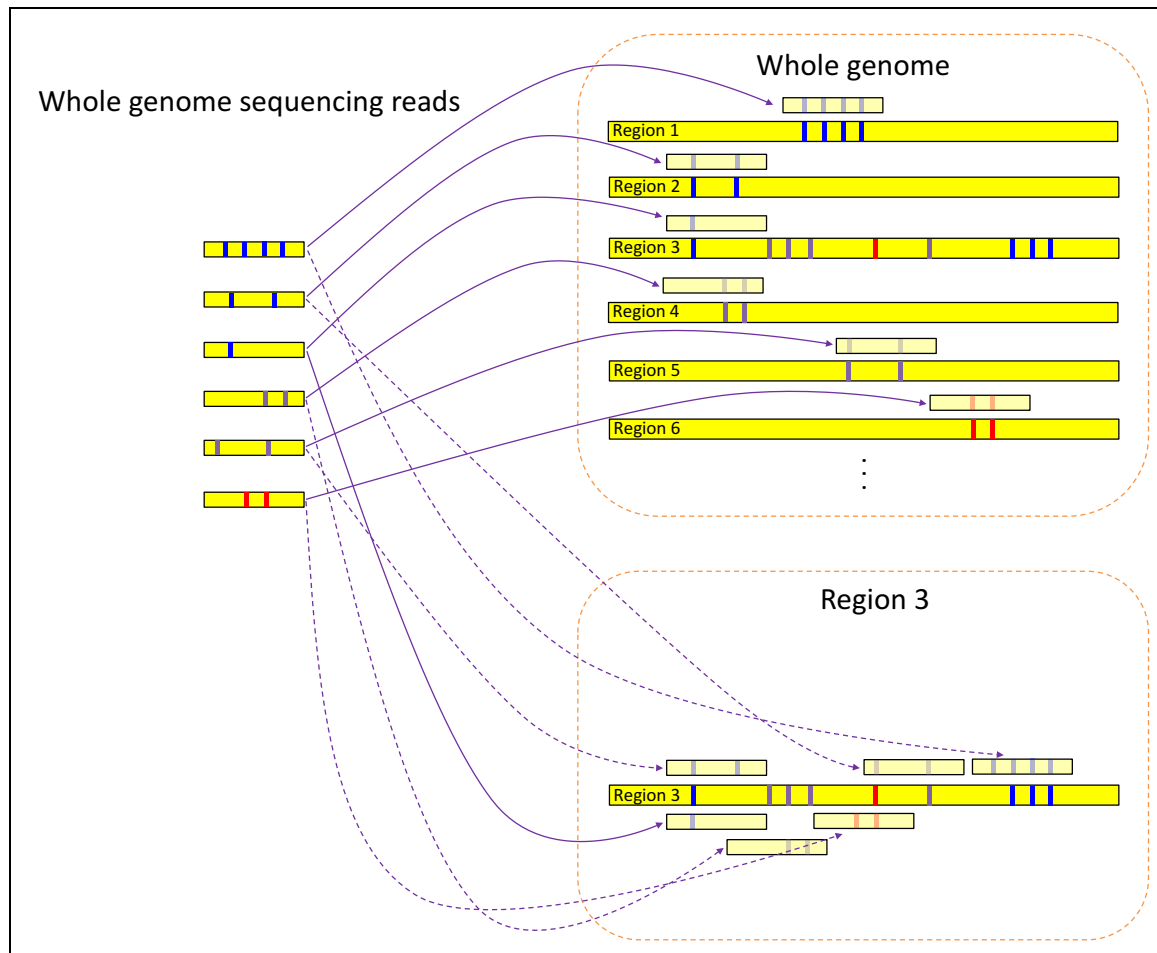 Whole genome
Whole genome sequencing reads
Region 1
Region 2
Region 3
Region 4
Region 5
Region 6
Region 3
Region 3